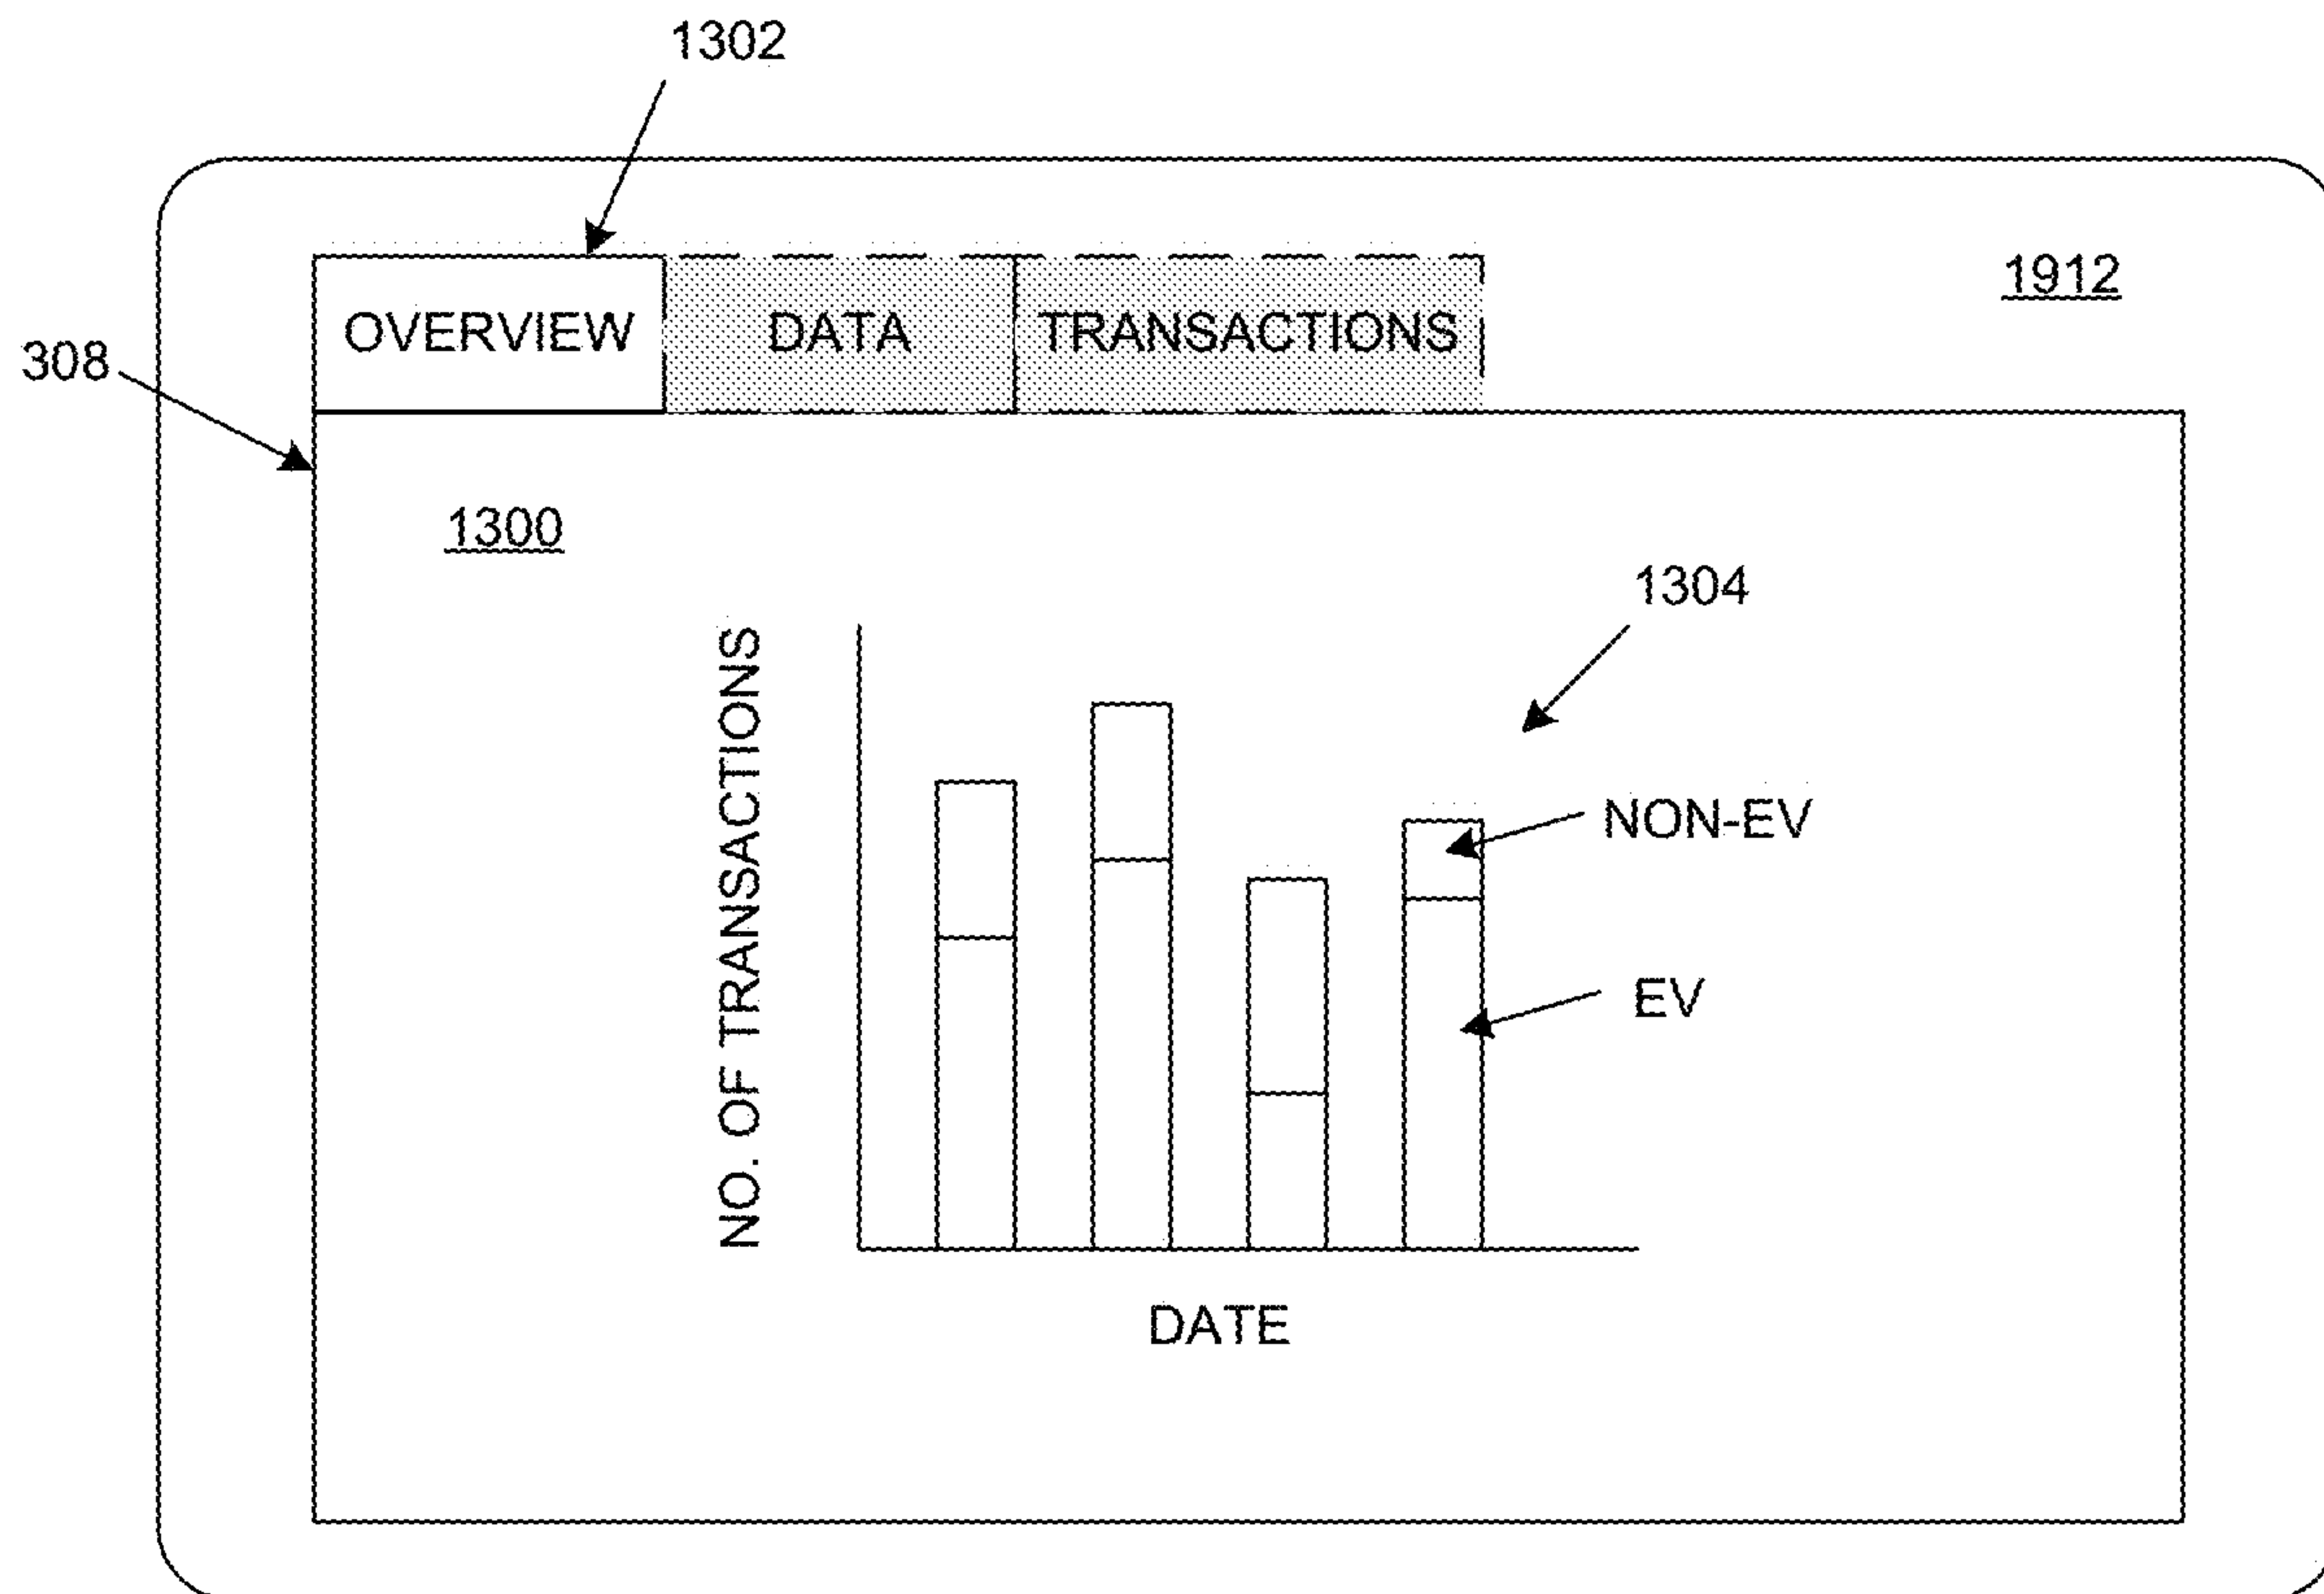 1302
1912
OVERVIEW DATA TRANSACTIONS
308
1300
1304
NO. OF TRANSACTIONS
NON-EV
EV
DATE